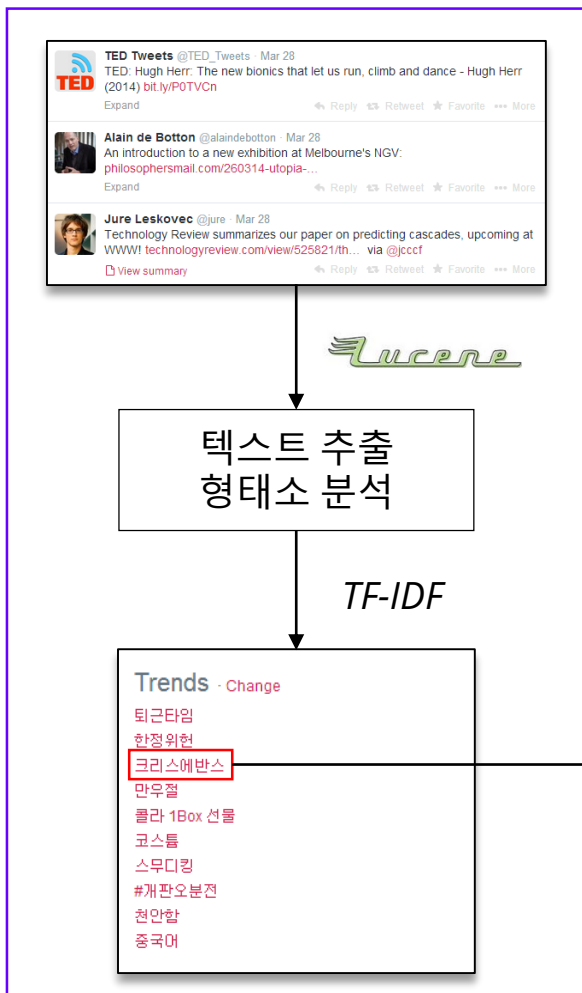 TED Tweets @TED_Tweets · Mar 28
TED: Hugh Herr: The new bionics that let us run, climb and dance - Hugh Herr
(2014) bit.ly/P0TVCn
Expand Reply Retweet Favorite More
TED
Alain de Botton @alaindebotton · Mar 28
An introduction to a new exhibition at Melbourne's NGV:
philosophersmail.com/260314-utopia-…
Expand Reply Retweet Favorite More
Jure Leskovec @jure · Mar 28
Technology Review summarizes our paper on predicting cascades, upcoming at
WWW! technologyreview.com/view/525821/th… via @jcccf
View summary Reply Retweet Favorite More
Lucene
텍스트 추출
형태소 분석
TF-IDF
Trends · Change
퇴근타임
한정위헌
크리스에반스
만우절
콜라 1Box 선물
코스튬
스무디킹
#개판오분전
천안함
중국어